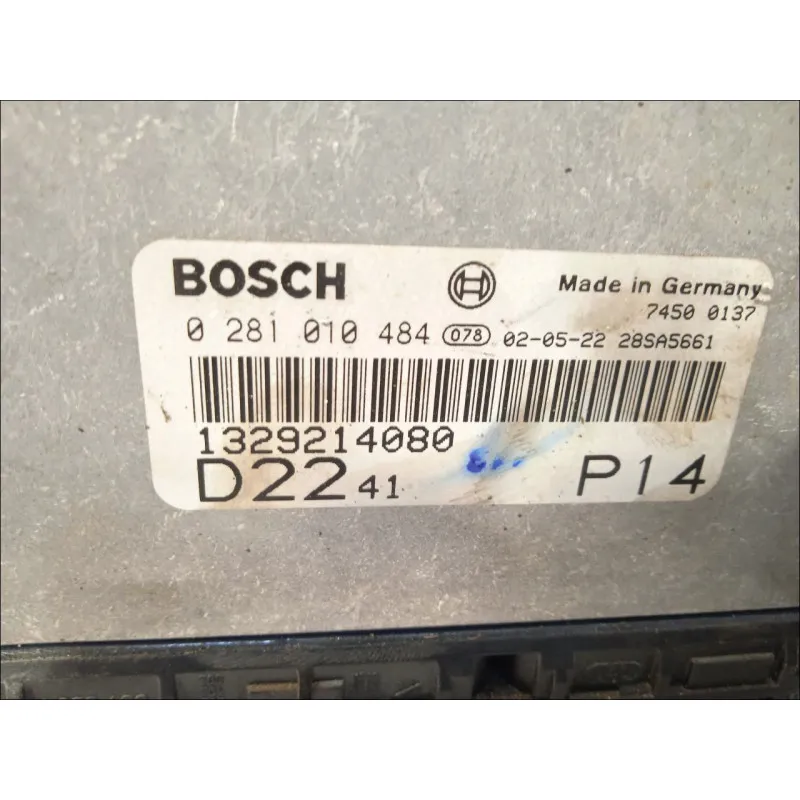 BOSCH Made in Germany
7450 0137
0 281 010 484 078 02-05-22 28SA5661
1329214080
D22 41 P14